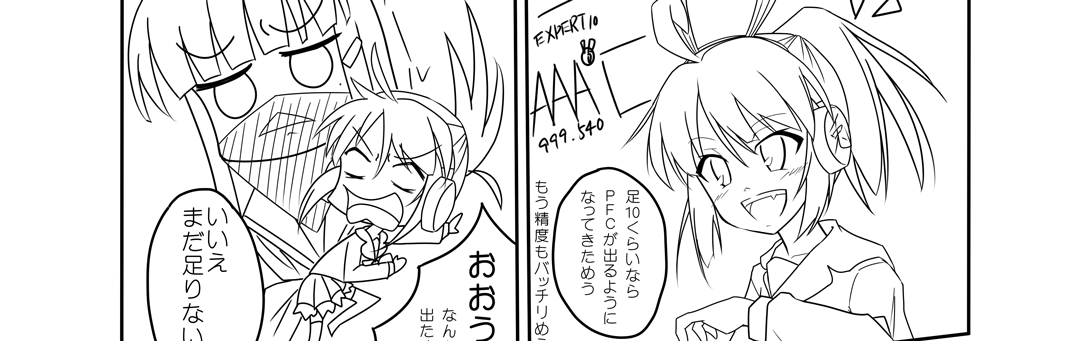 EXPERT 10
AAA
999.540
足10くらいなら
PFCが出るように
なってきためう
もう精度もバッチリめう
おおう
なん
出た
いいえ
まだ足りない